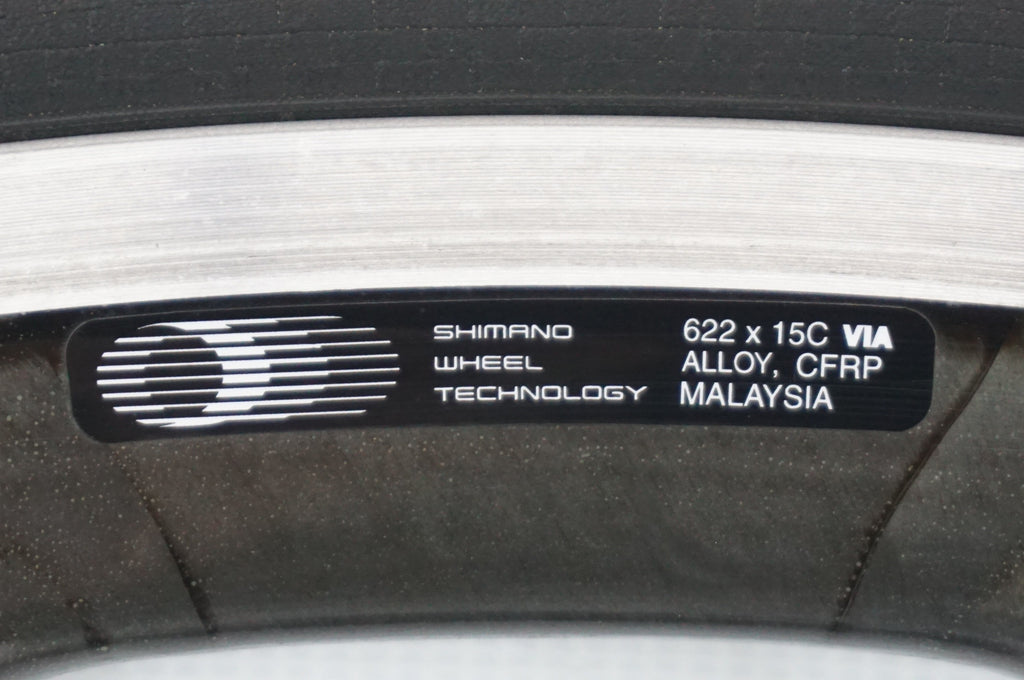 SHIMANO
WHEEL
TECHNOLOGY
622 x 15C VIA
ALLOY, CFRP
MALAYSIA